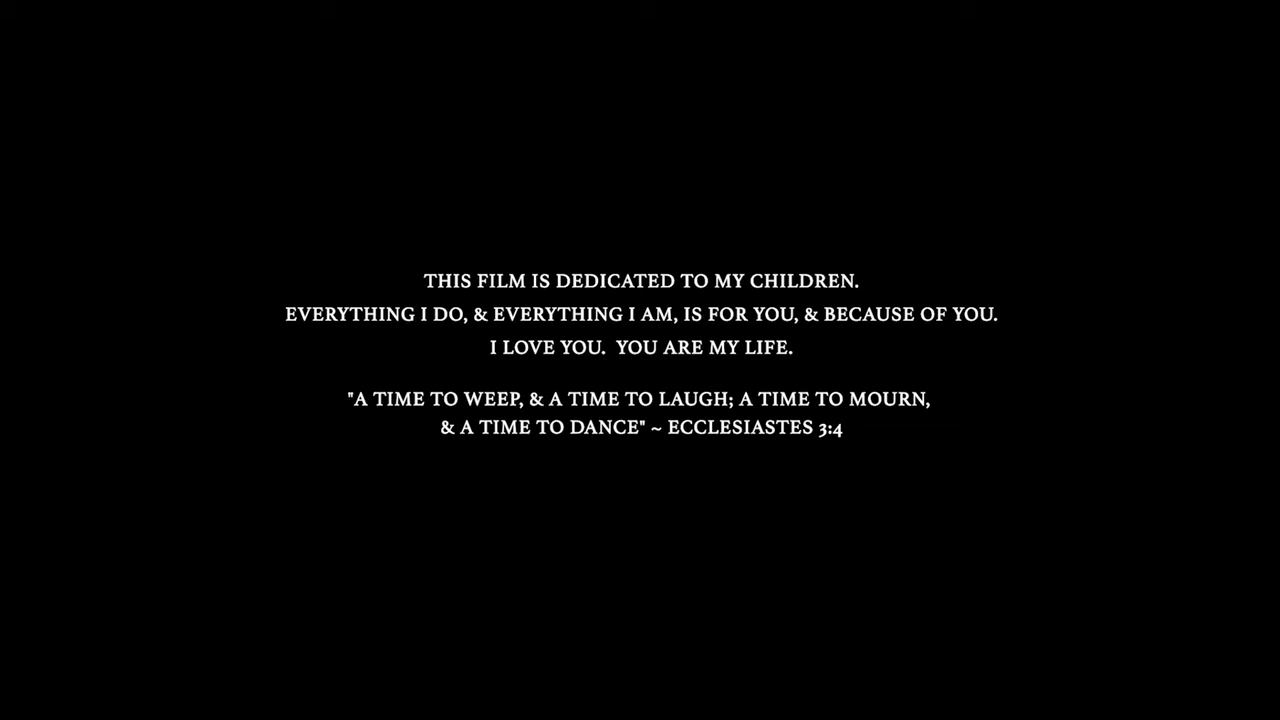 THIS FILM IS DEDICATED TO MY CHILDREN.
EVERYTHING I DO, & EVERYTHING I AM, IS FOR YOU, & BECAUSE OF YOU.
I LOVE YOU.  YOU ARE MY LIFE.
"A TIME TO WEEP, & A TIME TO LAUGH; A TIME TO MOURN,
& A TIME TO DANCE" ~ ECCLESIASTES 3:4